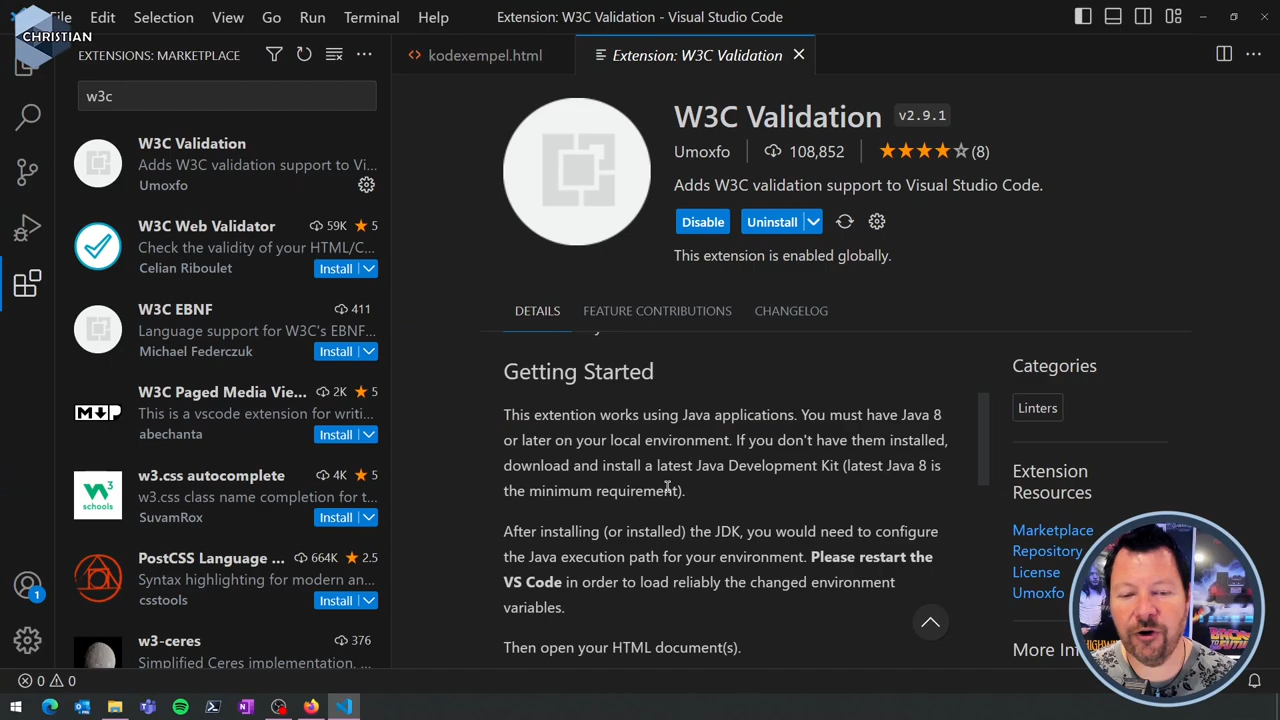 File Edit Selection View Go Run Terminal Help Extension: W3C Validation - Visual Studio Code
CHRISTIAN
EXTENSIONS: MARKETPLACE
w3c
W3C Validation
Adds W3C validation support to Vi...
Umoxfo
W3C Web Validator 59K ★ 5
Check the validity of your HTML/C...
Celian Riboulet Install
W3C EBNF 411
Language support for W3C's EBNF...
Michael Federczuk Install
W3C Paged Media Vie... 2K ★ 5
This is a vscode extension for writi...
abechanta Install
w3.css autocomplete 4K ★ 5
w3.css class name completion for t...
SuvamRox Install
PostCSS Language ... 664K ★ 2.5
Syntax highlighting for modern an...
csstools Install
w3-ceres 376
Simplified Ceres implementation. ...
M↓P
w3
schools
1
kodexempel.html Extension: W3C Validation
W3C Validation v2.9.1
Umoxfo 108,852 ★★★★☆ (8)
Adds W3C validation support to Visual Studio Code.
Disable Uninstall
This extension is enabled globally.
DETAILS FEATURE CONTRIBUTIONS CHANGELOG
Getting Started
This extention works using Java applications. You must have Java 8
or later on your local environment. If you don't have them installed,
download and install a latest Java Development Kit (latest Java 8 is
the minimum requirement).
After installing (or installed) the JDK, you would need to configure
the Java execution path for your environment. Please restart the
VS Code in order to load reliably the changed environment
variables.
Then open your HTML document(s).
Categories
Linters
Extension
Resources
Marketplace
Repository
License
Umoxfo
More In
0 0